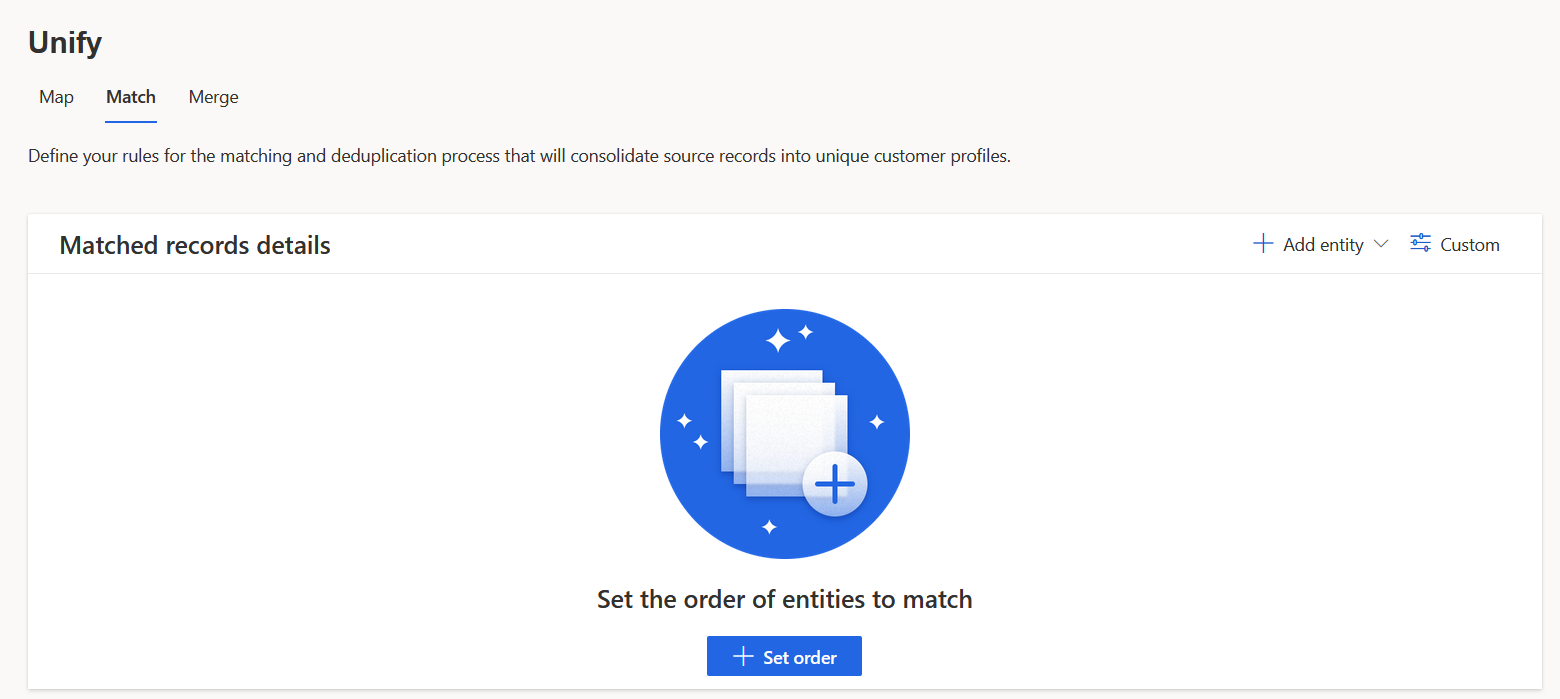 Unify
Map Match Merge
Define your rules for the matching and deduplication process that will consolidate source records into unique customer profiles.
Matched records details
Add entity
Custom
Set the order of entities to match
Set order